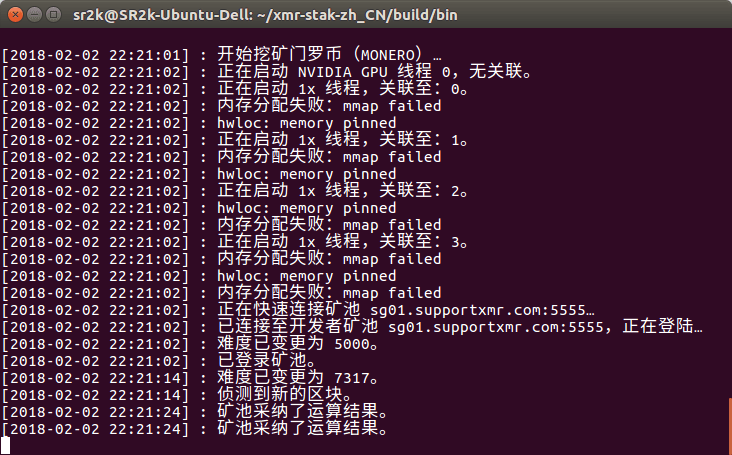 sr2k@SR2k-Ubuntu-Dell: ~/xmr-stak-zh_CN/build/bin
[2018-02-02 22:21:01] : 开始挖矿门罗币（MONERO）…
[2018-02-02 22:21:02] : 正在启动 NVIDIA GPU 线程 0，无关联。
[2018-02-02 22:21:02] : 正在启动 1x 线程，关联至：0。
[2018-02-02 22:21:02] : 内存分配失败：mmap failed
[2018-02-02 22:21:02] : hwloc: memory pinned
[2018-02-02 22:21:02] : 正在启动 1x 线程，关联至：1。
[2018-02-02 22:21:02] : 内存分配失败：mmap failed
[2018-02-02 22:21:02] : hwloc: memory pinned
[2018-02-02 22:21:02] : 正在启动 1x 线程，关联至：2。
[2018-02-02 22:21:02] : hwloc: memory pinned
[2018-02-02 22:21:02] : 内存分配失败：mmap failed
[2018-02-02 22:21:02] : 正在启动 1x 线程，关联至：3。
[2018-02-02 22:21:02] : 内存分配失败：mmap failed
[2018-02-02 22:21:02] : hwloc: memory pinned
[2018-02-02 22:21:02] : 内存分配失败：mmap failed
[2018-02-02 22:21:02] : 正在快速连接矿池 sg01.supportxmr.com:5555…
[2018-02-02 22:21:02] : 已连接至开发者矿池 sg01.supportxmr.com:5555，正在登陆…
[2018-02-02 22:21:02] : 难度已变更为 5000。
[2018-02-02 22:21:02] : 已登录矿池。
[2018-02-02 22:21:14] : 难度已变更为 7317。
[2018-02-02 22:21:14] : 侦测到新的区块。
[2018-02-02 22:21:24] : 矿池采纳了运算结果。
[2018-02-02 22:21:24] : 矿池采纳了运算结果。